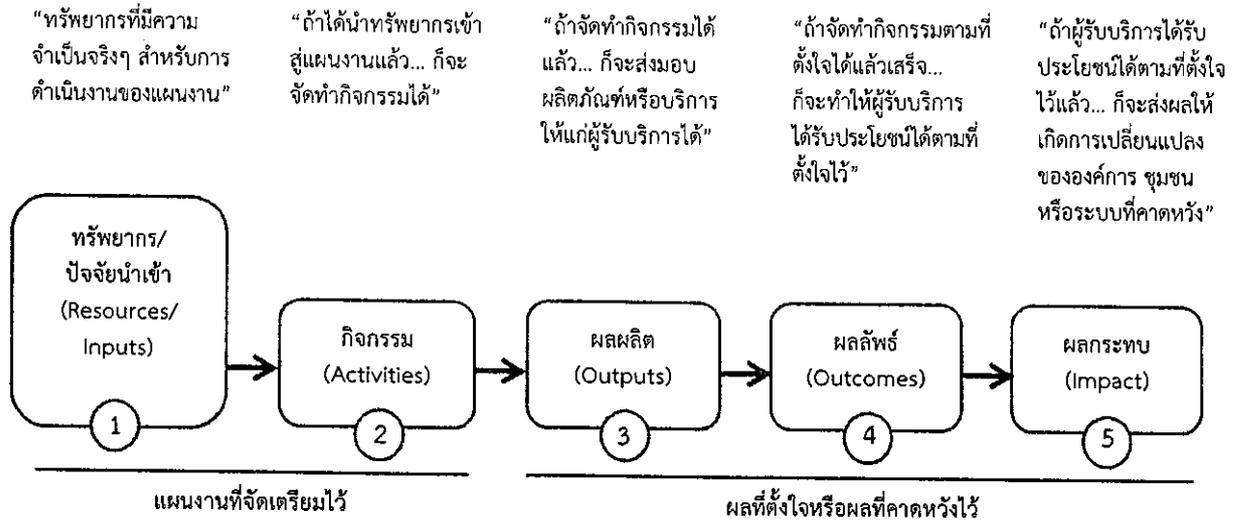 “ทรัพยากรที่มีความ
จำเป็นจริงๆ สำหรับการ
ดำเนินงานของแผนงาน”
“ถ้าได้นำทรัพยากรเข้า
สู่แผนงานแล้ว... ก็จะ
จัดทำกิจกรรมได้”
“ถ้าจัดทำกิจกรรมได้
แล้ว... ก็จะส่งมอบ
ผลิตภัณฑ์หรือบริการ
ให้แก่ผู้รับบริการได้”
“ถ้าจัดทำกิจกรรมตามที่
ตั้งใจได้แล้วเสร็จ...
ก็จะทำให้ผู้รับบริการ
ได้รับประโยชน์ได้ตามที่
ตั้งใจไว้”
“ถ้าผู้รับบริการได้รับ
ประโยชน์ได้ตามที่ตั้งใจ
ไว้แล้ว... ก็จะส่งผลให้
เกิดการเปลี่ยนแปลง
ขององค์การ ชุมชน
หรือระบบที่คาดหวัง”
ทรัพยากร/
ปัจจัยนำเข้า
(Resources/
Inputs)
1
กิจกรรม
(Activities)
2
ผลผลิต
(Outputs)
3
ผลลัพธ์
(Outcomes)
4
ผลกระทบ
(Impact)
5
แผนงานที่จัดเตรียมไว้
ผลที่ตั้งใจหรือผลที่คาดหวังไว้